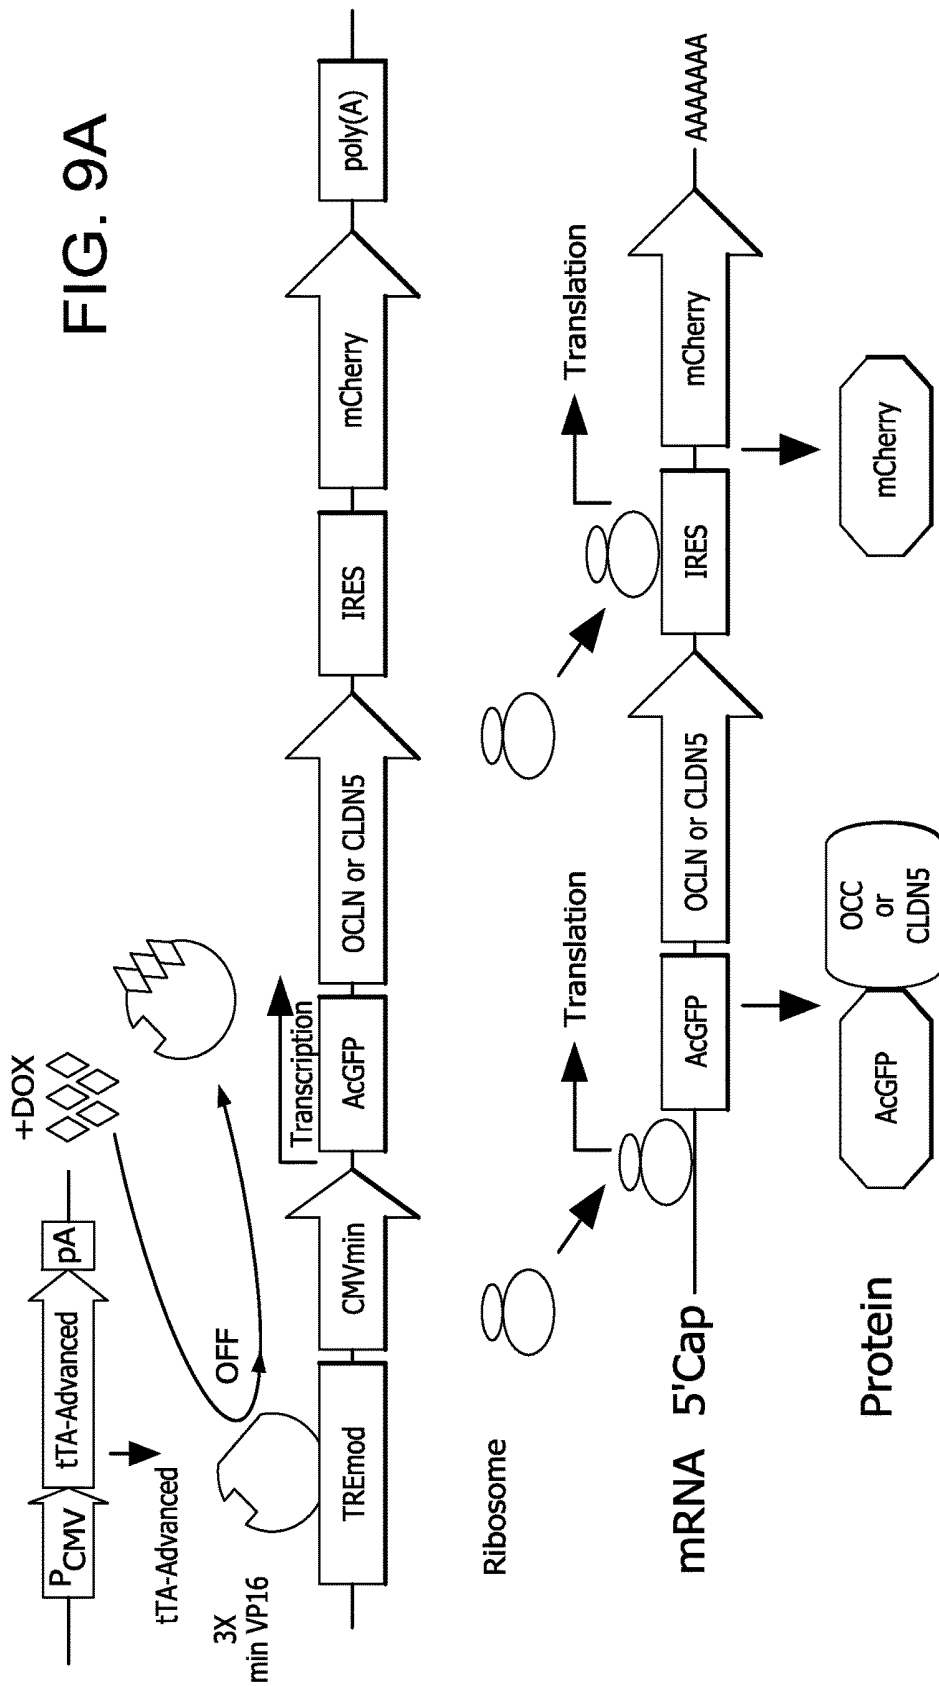 FIG. 9A
+DOX
PCMV
tTA-Advanced
pA
tTA-Advanced
OFF
3X
min VP16
Transcription
TREmod
CMVmin
AcGFP
OCLN or CLDN5
IRES
mCherry
poly(A)
Ribosome
Translation
Translation
mRNA 5'Cap
AcGFP
OCLN or CLDN5
IRES
mCherry
AAAAAAA
Protein
AcGFP
OCC
or
CLDN5
mCherry